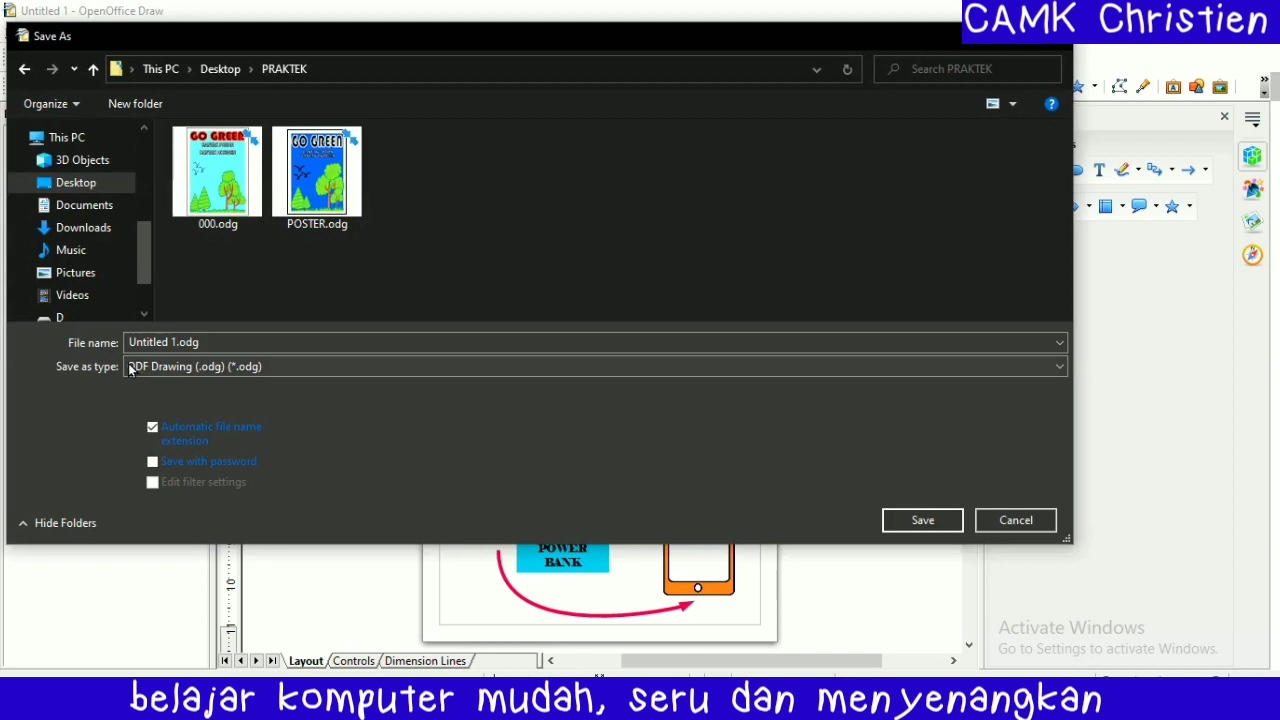 Untitled 1 - OpenOffice Draw
CAMK Christien
Save As
This PC > Desktop > PRAKTEK
Search PRAKTEK
Organize
New folder
This PC
3D Objects
Desktop
Documents
Downloads
Music
Pictures
Videos
D
GO GREEN
GO GREEN
000.odg
POSTER.odg
File name: Untitled 1.odg
Save as type: ODF Drawing (.odg) (*.odg)
Automatic file name
extension
Save with password
Edit filter settings
Hide Folders
Save
Cancel
POWER
BANK
10
11
Activate Windows
Go to Settings to activate Windows.
Layout
Controls
Dimension Lines
belajar komputer mudah, seru dan menyenangkan